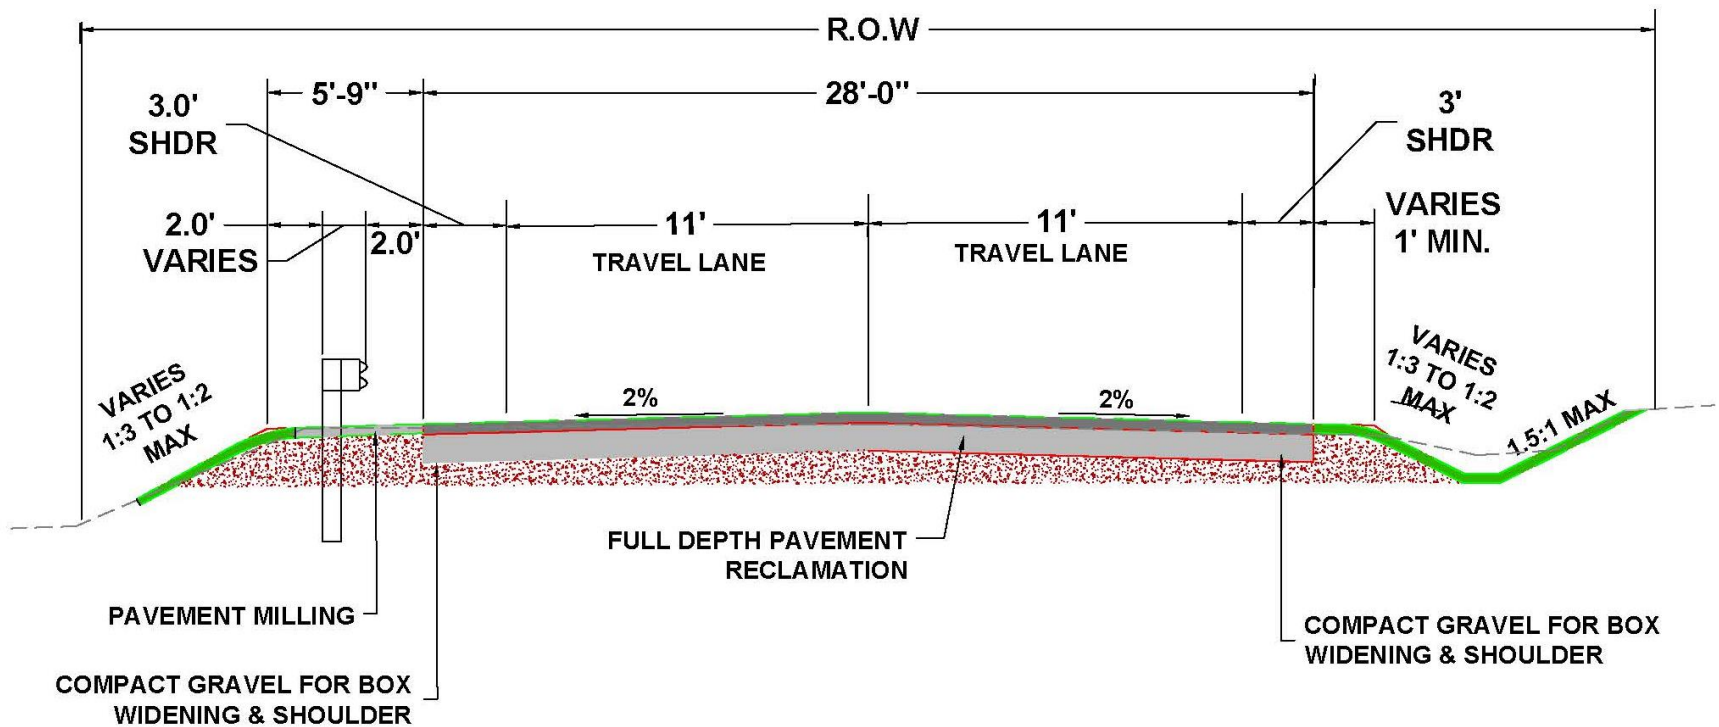 R.O.W
5'-9"
28'-0"
3.0'
SHDR
3'
SHDR
2.0'
VARIES
2.0'
11'
TRAVEL LANE
11'
TRAVEL LANE
VARIES
1' MIN.
VARIES
1:3 TO 1:2
MAX
2%
2%
VARIES
1:3 TO 1:2
MAX
1.5:1 MAX
FULL DEPTH PAVEMENT
RECLAMATION
PAVEMENT MILLING
COMPACT GRAVEL FOR BOX
WIDENING & SHOULDER
COMPACT GRAVEL FOR BOX
WIDENING & SHOULDER